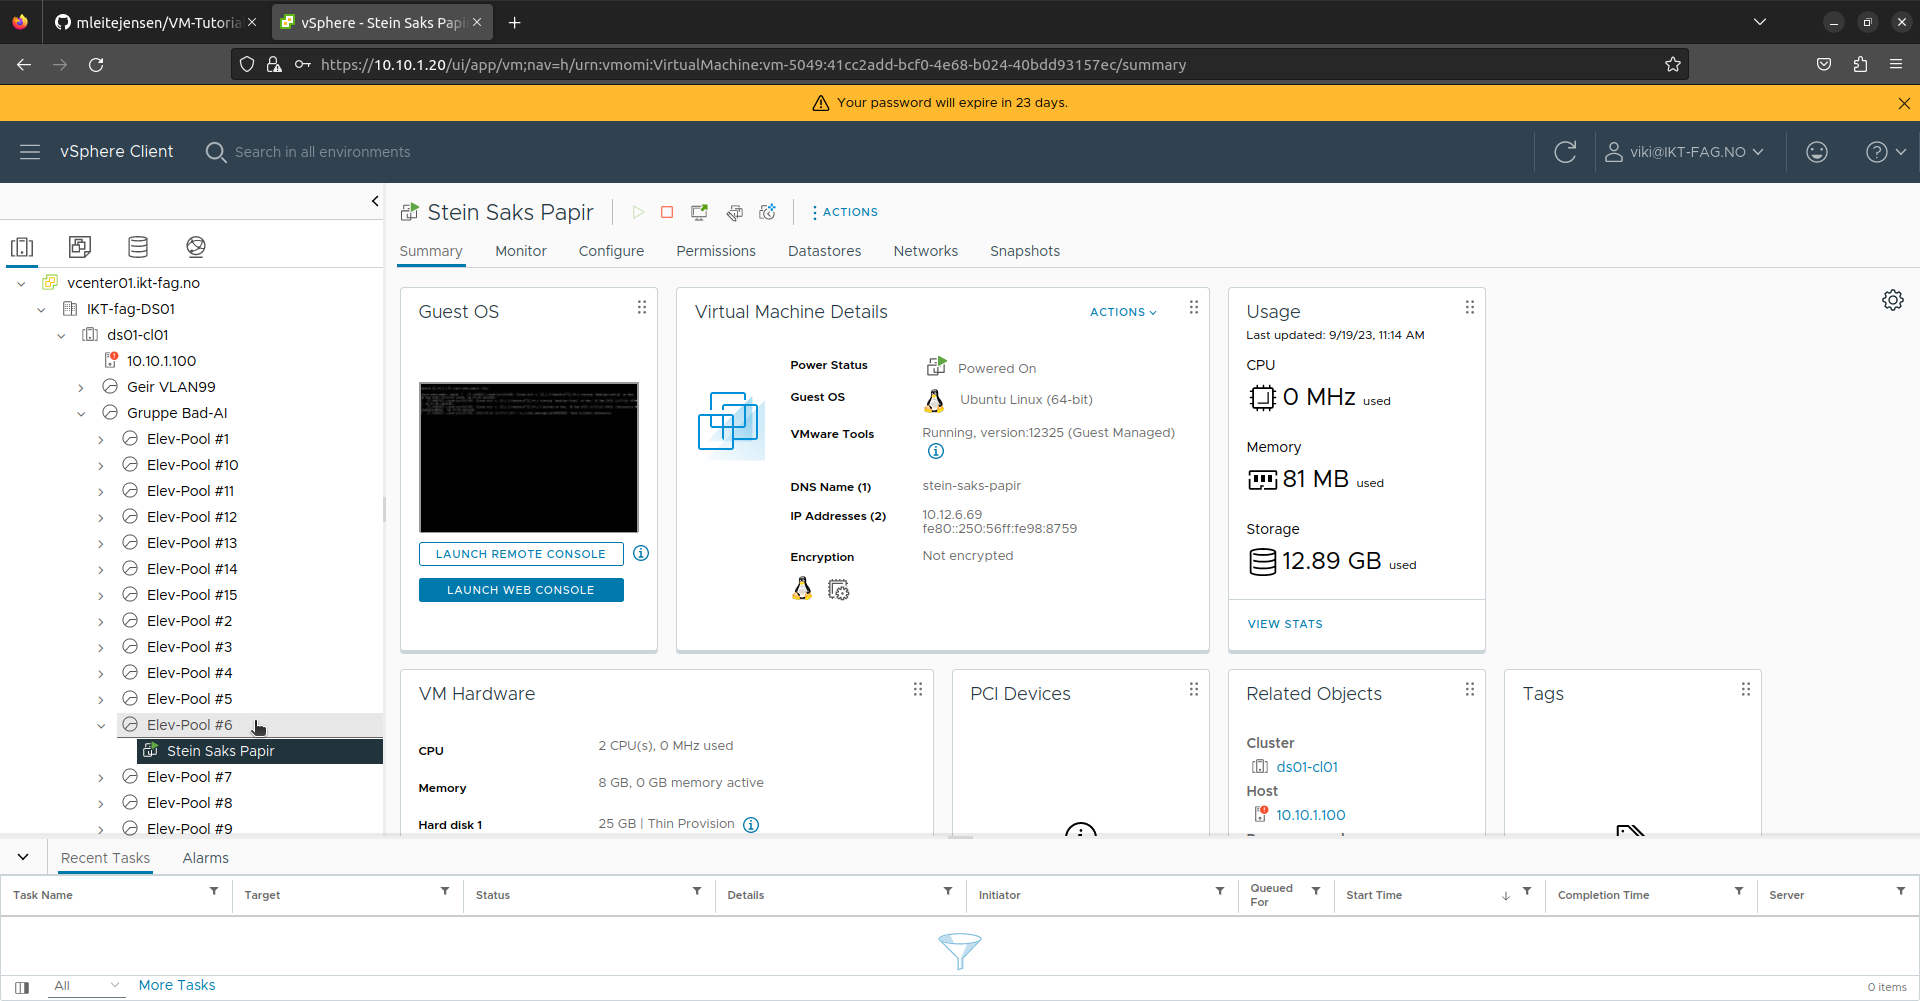 mleitejensen/VM-Tutoria
vSphere - Stein Saks Papi
https://10.10.1.20/ui/app/vm;nav=h/urn:vmomi:VirtualMachine:vm-5049:41cc2add-bcf0-4e68-b024-40bdd93157ec/summary
Your password will expire in 23 days.
vSphere Client
Search in all environments
viki@IKT-FAG.NO
vcenter01.ikt-fag.no
IKT-fag-DS01
ds01-cl01
10.10.1.100
Geir VLAN99
Gruppe Bad-AI
Elev-Pool #1
Elev-Pool #10
Elev-Pool #11
Elev-Pool #12
Elev-Pool #13
Elev-Pool #14
Elev-Pool #15
Elev-Pool #2
Elev-Pool #3
Elev-Pool #4
Elev-Pool #5
Elev-Pool #6
Stein Saks Papir
Elev-Pool #7
Elev-Pool #8
Elev-Pool #9
Stein Saks Papir
ACTIONS
Summary Monitor Configure Permissions Datastores Networks Snapshots
Guest OS
LAUNCH REMOTE CONSOLE
LAUNCH WEB CONSOLE
Virtual Machine Details
ACTIONS
Power Status Powered On
Guest OS Ubuntu Linux (64-bit)
VMware Tools Running, version:12325 (Guest Managed)
DNS Name (1) stein-saks-papir
IP Addresses (2) 10.12.6.69
fe80::250:56ff:fe98:8759
Encryption Not encrypted
Usage
Last updated: 9/19/23, 11:14 AM
CPU
0 MHz used
Memory
81 MB used
Storage
12.89 GB used
VIEW STATS
VM Hardware
CPU 2 CPU(s), 0 MHz used
Memory 8 GB, 0 GB memory active
Hard disk 1 25 GB | Thin Provision
PCI Devices
Related Objects
Cluster
ds01-cl01
Host
10.10.1.100
Tags
Recent Tasks Alarms
Task Name Target Status Details Initiator Queued For Start Time Completion Time Server
All More Tasks
0 items